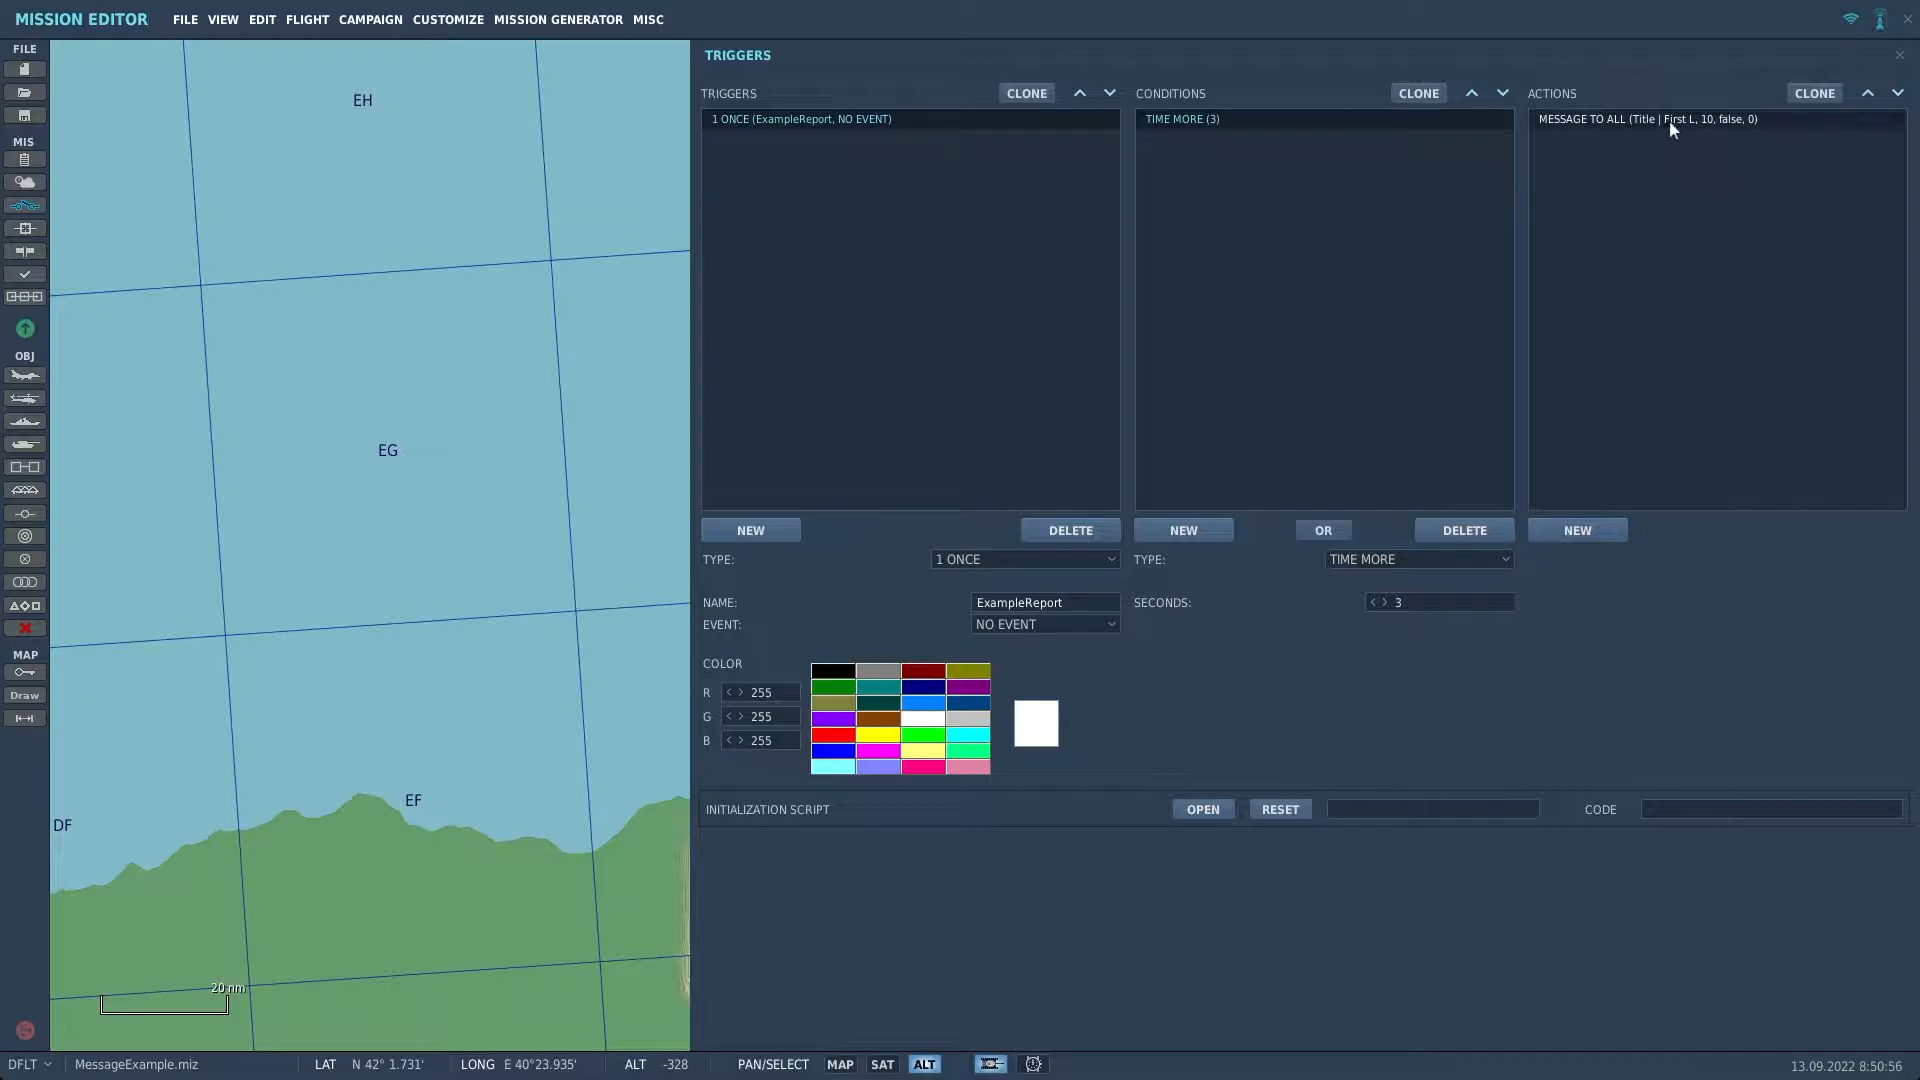 MISSION EDITOR FILE VIEW EDIT FLIGHT CAMPAIGN CUSTOMIZE MISSION GENERATOR MISC
FILE
MIS
OBJ
MAP
Draw
EH
EG
EF
DF
20 nm
TRIGGERS
TRIGGERS CLONE CONDITIONS CLONE ACTIONS CLONE
1 ONCE (ExampleReport, NO EVENT) TIME MORE (3) MESSAGE TO ALL (Title | First L, 10, false, 0)
NEW DELETE NEW OR DELETE NEW
TYPE: 1 ONCE TYPE: TIME MORE
NAME: ExampleReport SECONDS: < > 3
EVENT: NO EVENT
COLOR
R < > 255
G < > 255
B < > 255
INITIALIZATION SCRIPT OPEN RESET CODE
DFLT MessageExample.miz LAT N 42° 1.731' LONG E 40°23.935' ALT -328 PAN/SELECT MAP SAT ALT 13.09.2022 8:50:56